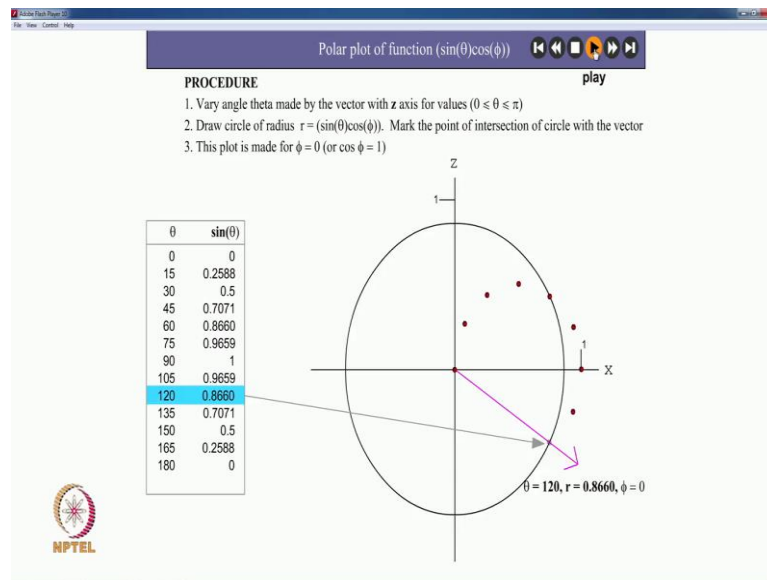 Adobe Flash Player 10
File View Control Help
Polar plot of function (sin(θ)cos(ϕ))
play
PROCEDURE
1. Vary angle theta made by the vector with z axis for values (0 ⩽ θ ⩽ π)
2. Draw circle of radius r = (sin(θ)cos(ϕ)). Mark the point of intersection of circle with the vector
3. This plot is made for ϕ = 0 (or cos ϕ = 1)
Z
1
θ sin(θ)
0 0
15 0.2588
30 0.5
45 0.7071
60 0.8660
75 0.9659
90 1
105 0.9659
120 0.8660
135 0.7071
150 0.5
165 0.2588
180 0
1
X
θ = 120, r = 0.8660, ϕ = 0
NPTEL